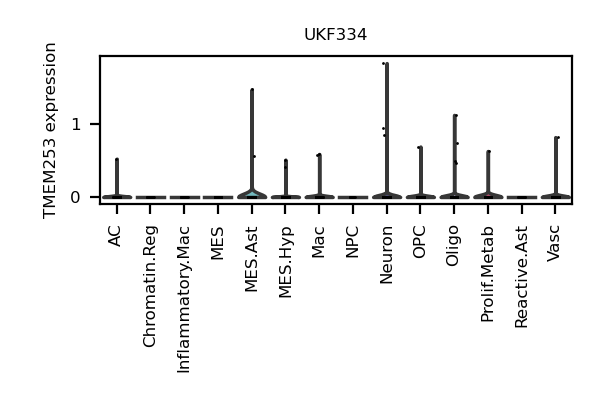 UKF334
TMEM253 expression
1
0
AC
Chromatin.Reg
Inflammatory.Mac
MES
MES.Ast
MES.Hyp
Mac
NPC
Neuron
OPC
Oligo
Prolif.Metab
Reactive.Ast
Vasc